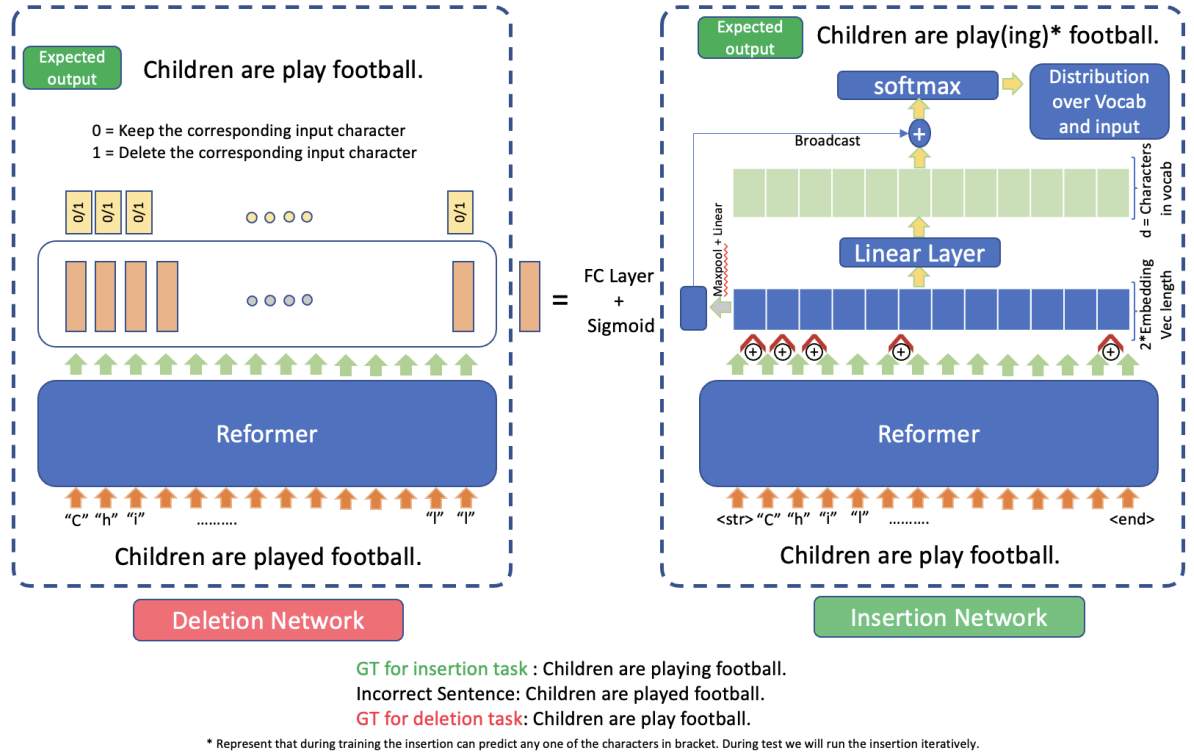 Expected
output
Children are play football.
0 = Keep the corresponding input character
1 = Delete the corresponding input character
0/1
0/1
0/1
0/1
= FC Layer
+
Sigmoid
Reformer
“C” “h” “i” ………. “l” “l”
Children are played football.
Deletion Network
Expected
output
Children are play(ing)* football.
softmax
Distribution
over Vocab
and input
+
Broadcast
d = Characters
in vocab
Linear Layer
Maxpool + Linear
2*Embedding
Vec length
+ + + + +
Reformer
<str> “C” “h” “i” “l” ………. <end>
Children are play football.
Insertion Network
GT for insertion task : Children are playing football.
Incorrect Sentence: Children are played football.
GT for deletion task: Children are play football.
* Represent that during training the insertion can predict any one of the characters in bracket. During test we will run the insertion iteratively.